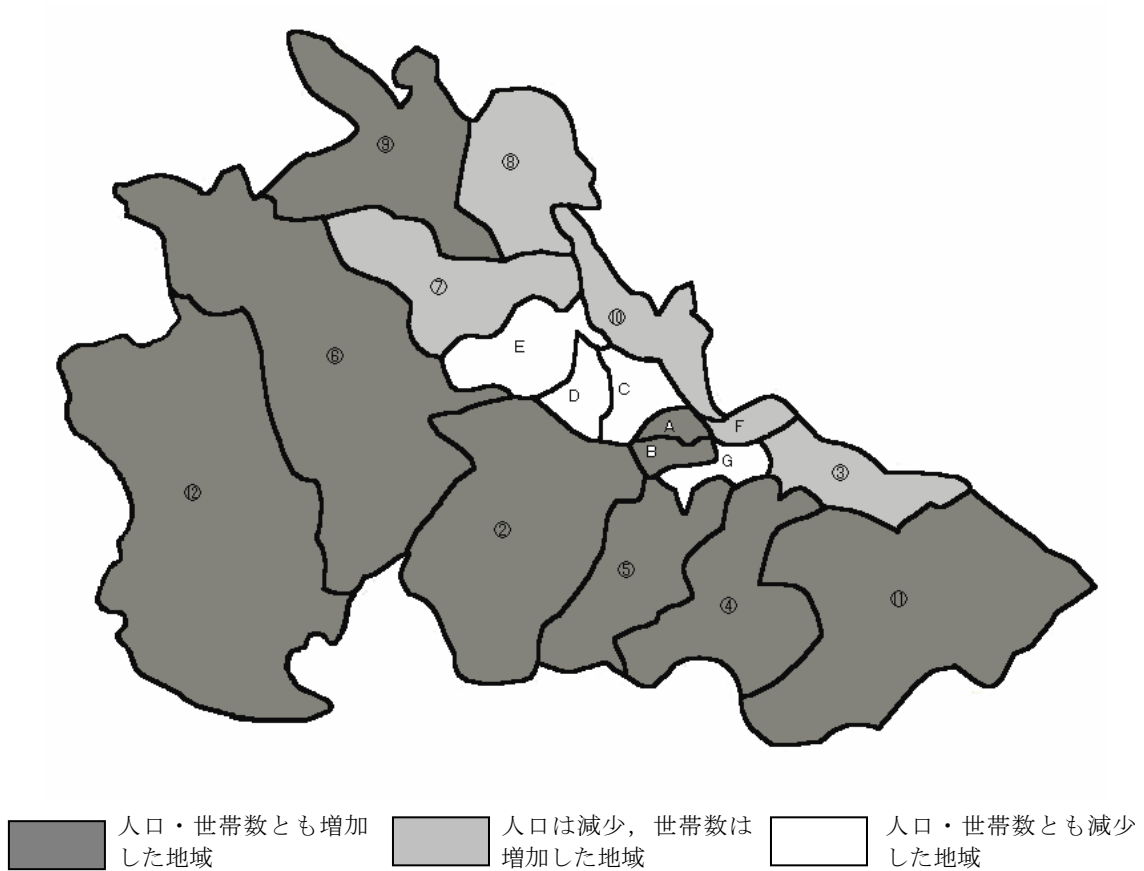 ⑨
⑧
⑦
⑩
E
⑥
D
C
A
F
B
G
③
⑫
②
⑤
④
⑪
人口・世帯数とも増加
した地域
人口は減少，世帯数は
増加した地域
人口・世帯数とも減少
した地域